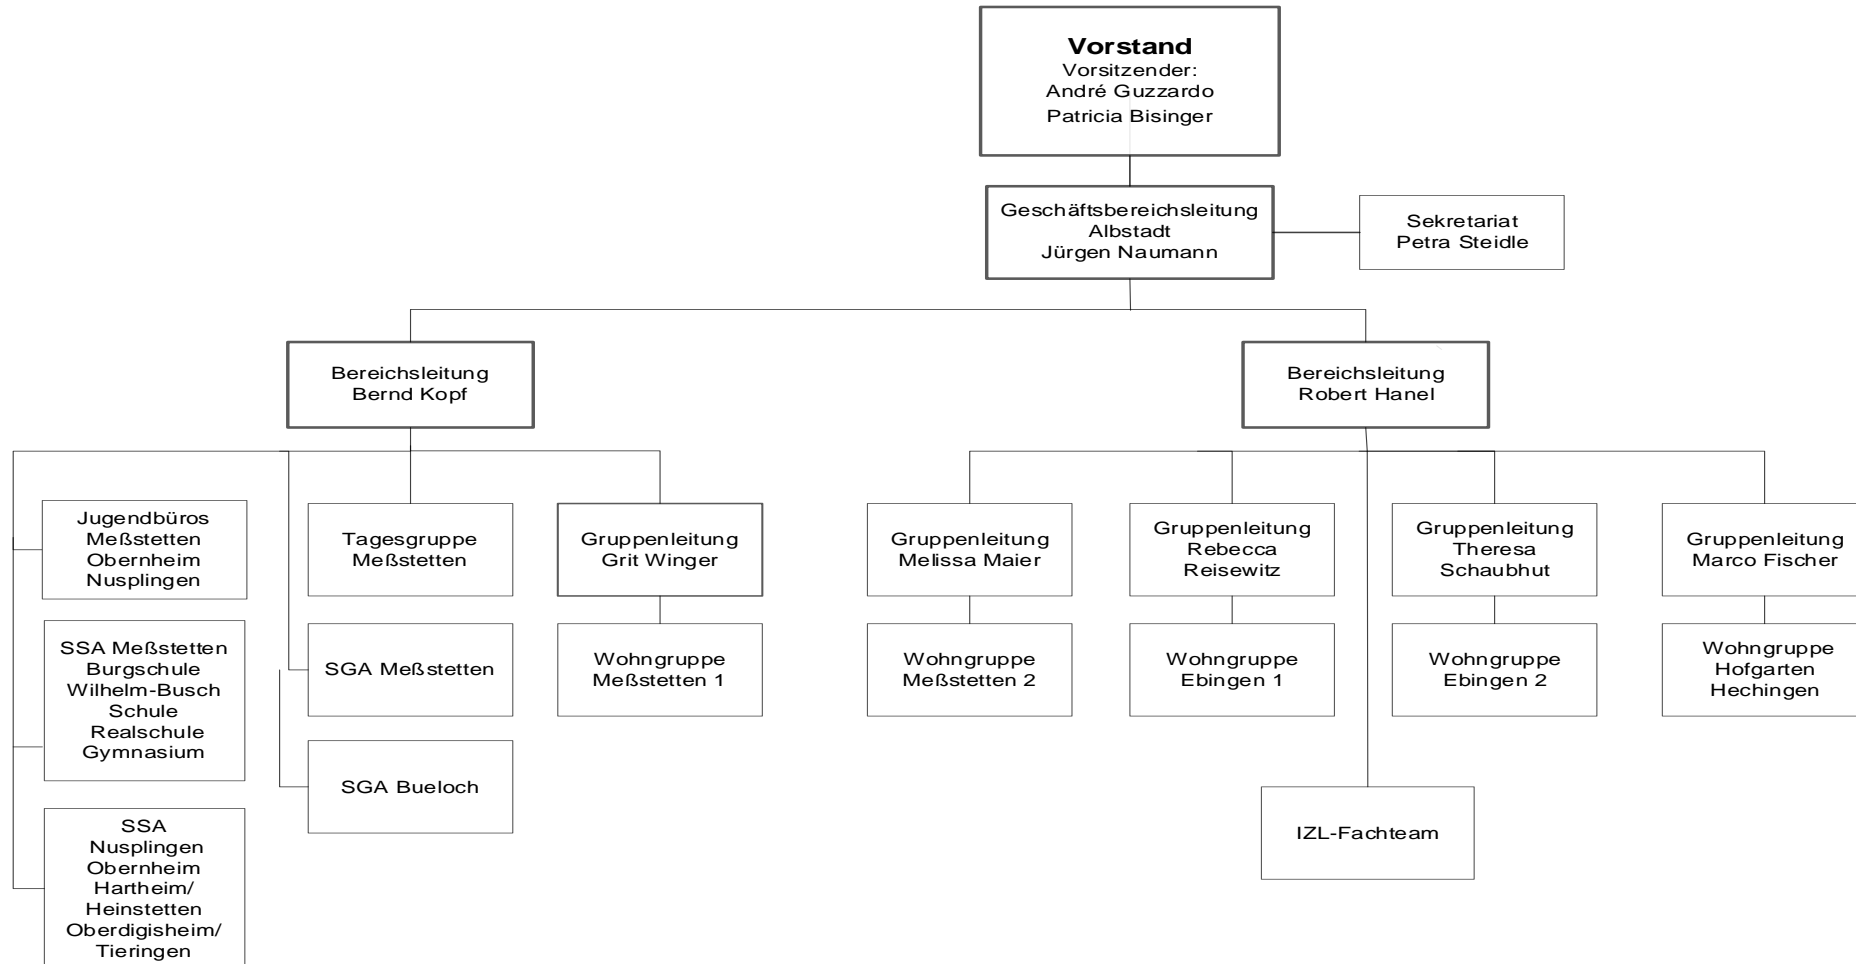 Vorstand
Vorsitzender:
André Guzzardo
Patricia Bisinger
Geschäftsbereichsleitung
Albstadt
Jürgen Naumann
Sekretariat
Petra Steidle
Bereichsleitung
Bernd Kopf
Bereichsleitung
Robert Hanel
Jugendbüros
Meßstetten
Obernheim
Nusplingen
Tagesgruppe
Meßstetten
Gruppenleitung
Grit Winger
Gruppenleitung
Melissa Maier
Gruppenleitung
Rebecca
Reisewitz
Gruppenleitung
Theresa
Schaubhut
Gruppenleitung
Marco Fischer
SSA Meßstetten
Burgschule
Wilhelm-Busch
Schule
Realschule
Gymnasium
SGA Meßstetten
Wohngruppe
Meßstetten 1
Wohngruppe
Meßstetten 2
Wohngruppe
Ebingen 1
Wohngruppe
Ebingen 2
Wohngruppe
Hofgarten
Hechingen
SGA Bueloch
IZL-Fachteam
SSA
Nusplingen
Obernheim
Hartheim/
Heinstetten
Oberdigisheim/
Tieringen